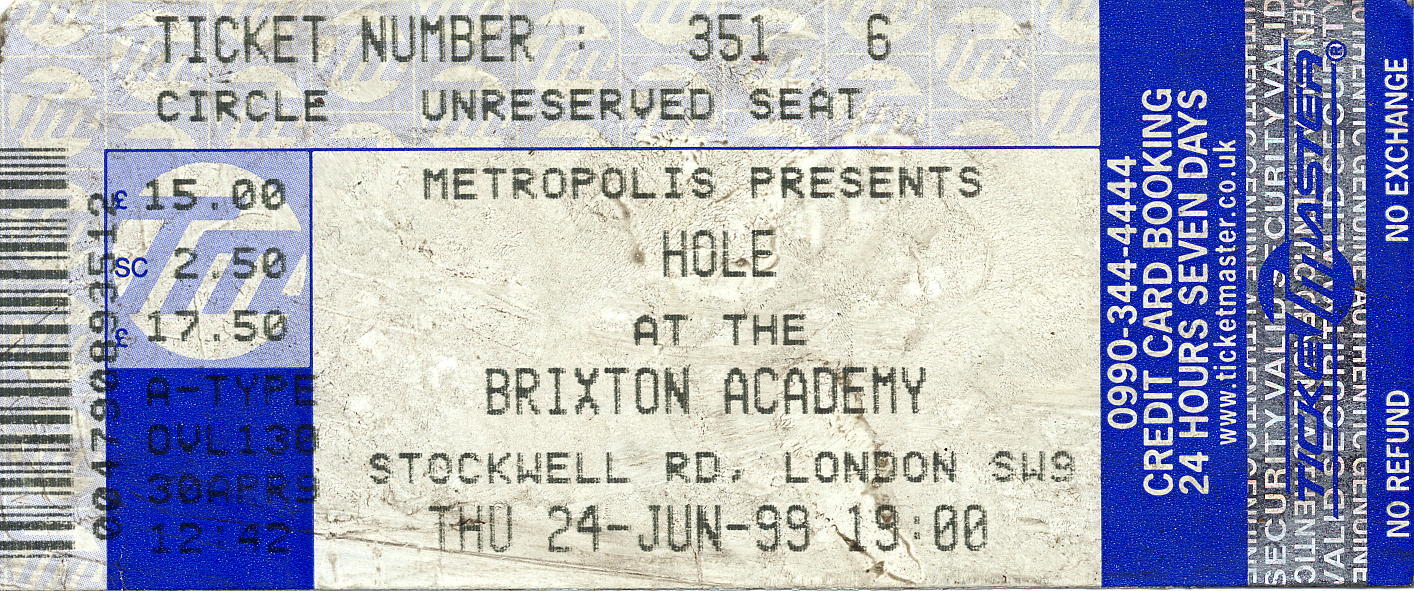 TICKET NUMBER : 351 6
CIRCLE UNRESERVED SEAT
£ 15.00
SC 2.50
£ 17.50
A-TYPE
OVL130
30APR9
12:42
METROPOLIS PRESENTS
HOLE
AT THE
BRIXTON ACADEMY
STOCKWELL RD, LONDON SW9
THU 24-JUN-99 19:00
0990-344-4444
CREDIT CARD BOOKING
24 HOURS SEVEN DAYS
www.ticketmaster.co.uk
TICKETMASTER®
NO REFUND NO EXCHANGE